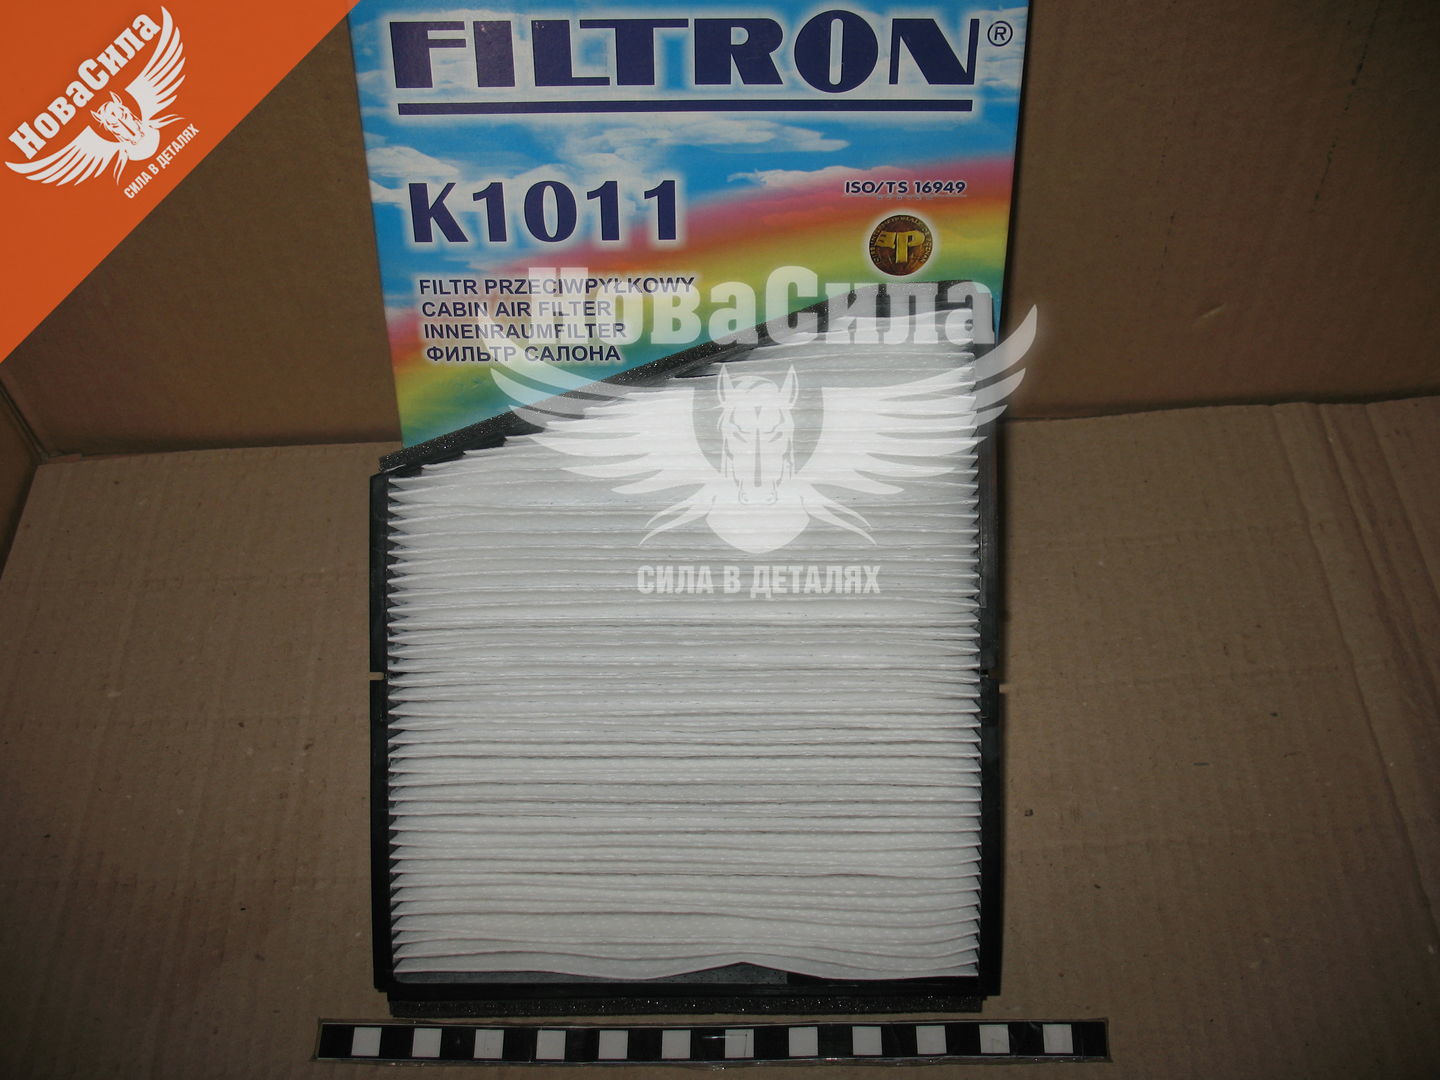 НоваСила
СИЛА В ДЕТАЛЯХ
FILTRON®
K1011
ISO/TS 16949
FILTR PRZECIWPYŁKOWY
CABIN AIR FILTER
INNENRAUMFILTER
ФИЛЬТР САЛОНА
НоваСила
СИЛА В ДЕТАЛЯХ